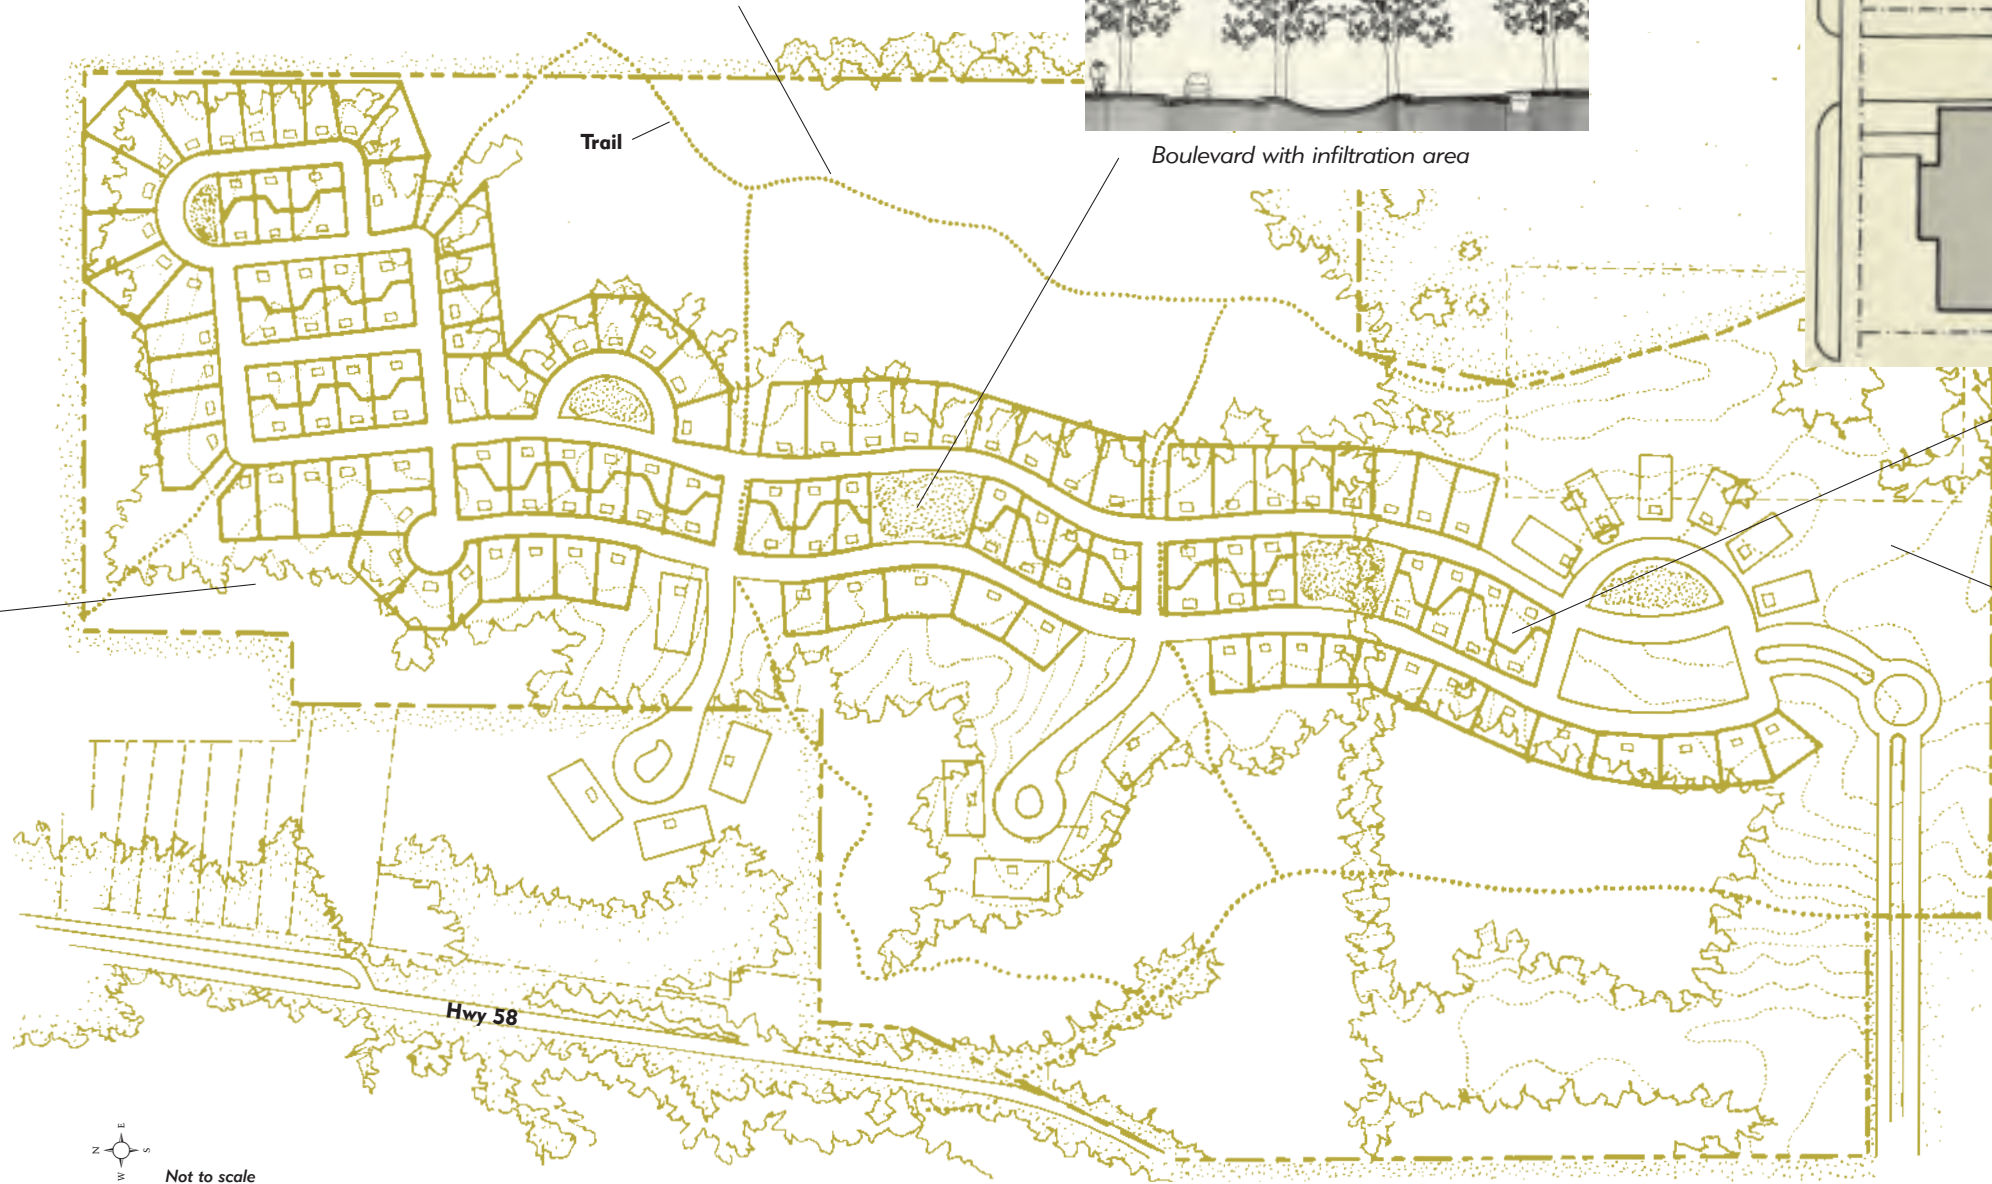 Trail
Boulevard with infiltration area
Hwy 58
E
N
S
W
Not to scale